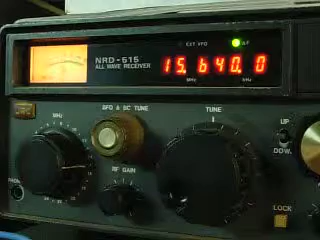 EXT VFO
NRD-515
ALL WAVE RECEIVER
15.640.0
MHz
kHz
BFO & BC TUNE
TUNE
MHz
UP
DOWN
RF GAIN
LOCK